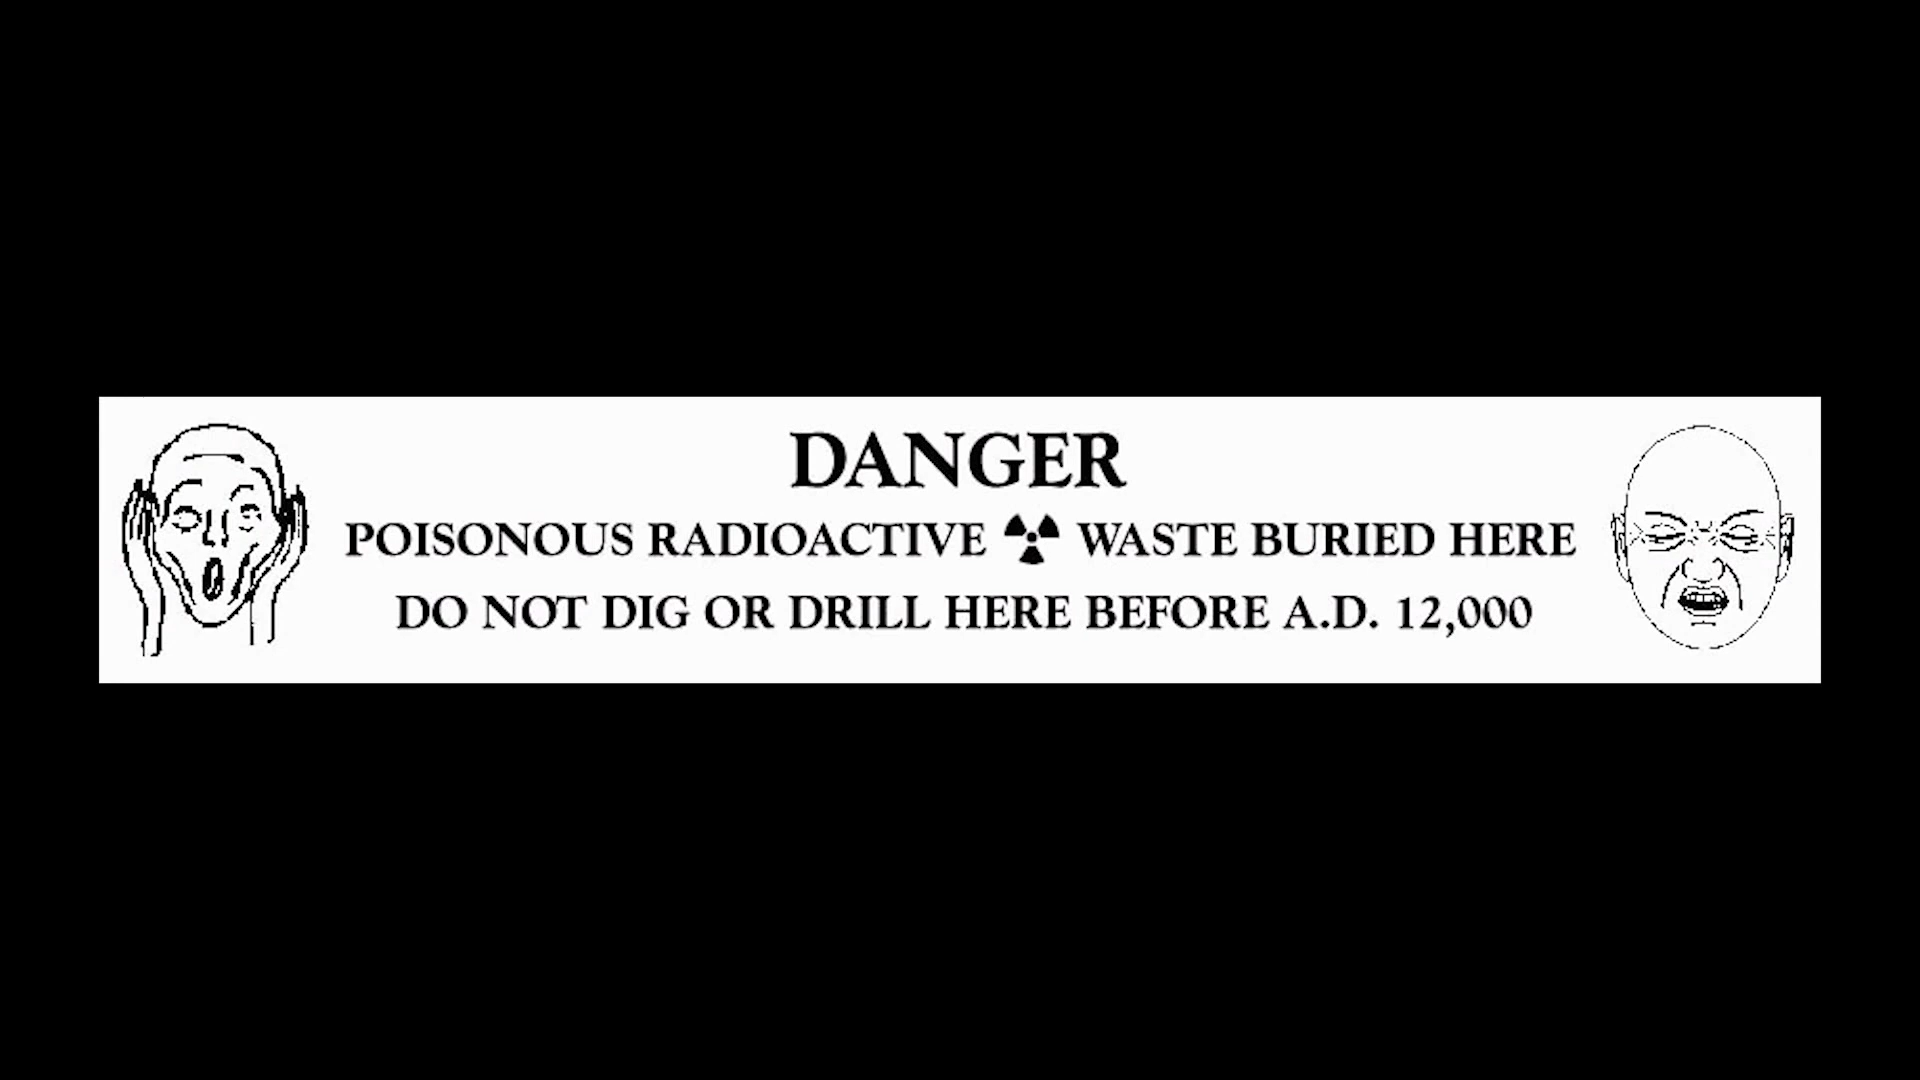 DANGER
POISONOUS RADIOACTIVE WASTE BURIED HERE
DO NOT DIG OR DRILL HERE BEFORE A.D. 12,000